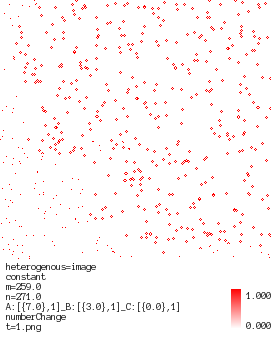 heterogenous=image
constant
m=259.0
n=271.0
A:[{7.0},1]_B:[{3.0},1]_C:[{0.0},1]
numberChange
t=1.png
1.000
0.000